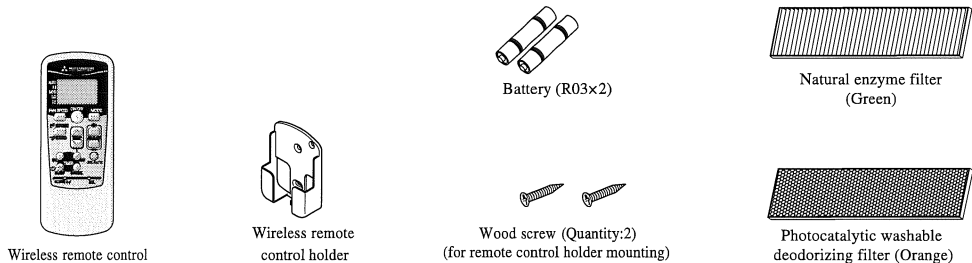 Battery (R03×2)
Natural enzyme filter
(Green)
Wireless remote control
Wireless remote
control holder
Wood screw (Quantity:2)
(for remote control holder mounting)
Photocatalytic washable
deodorizing filter (Orange)